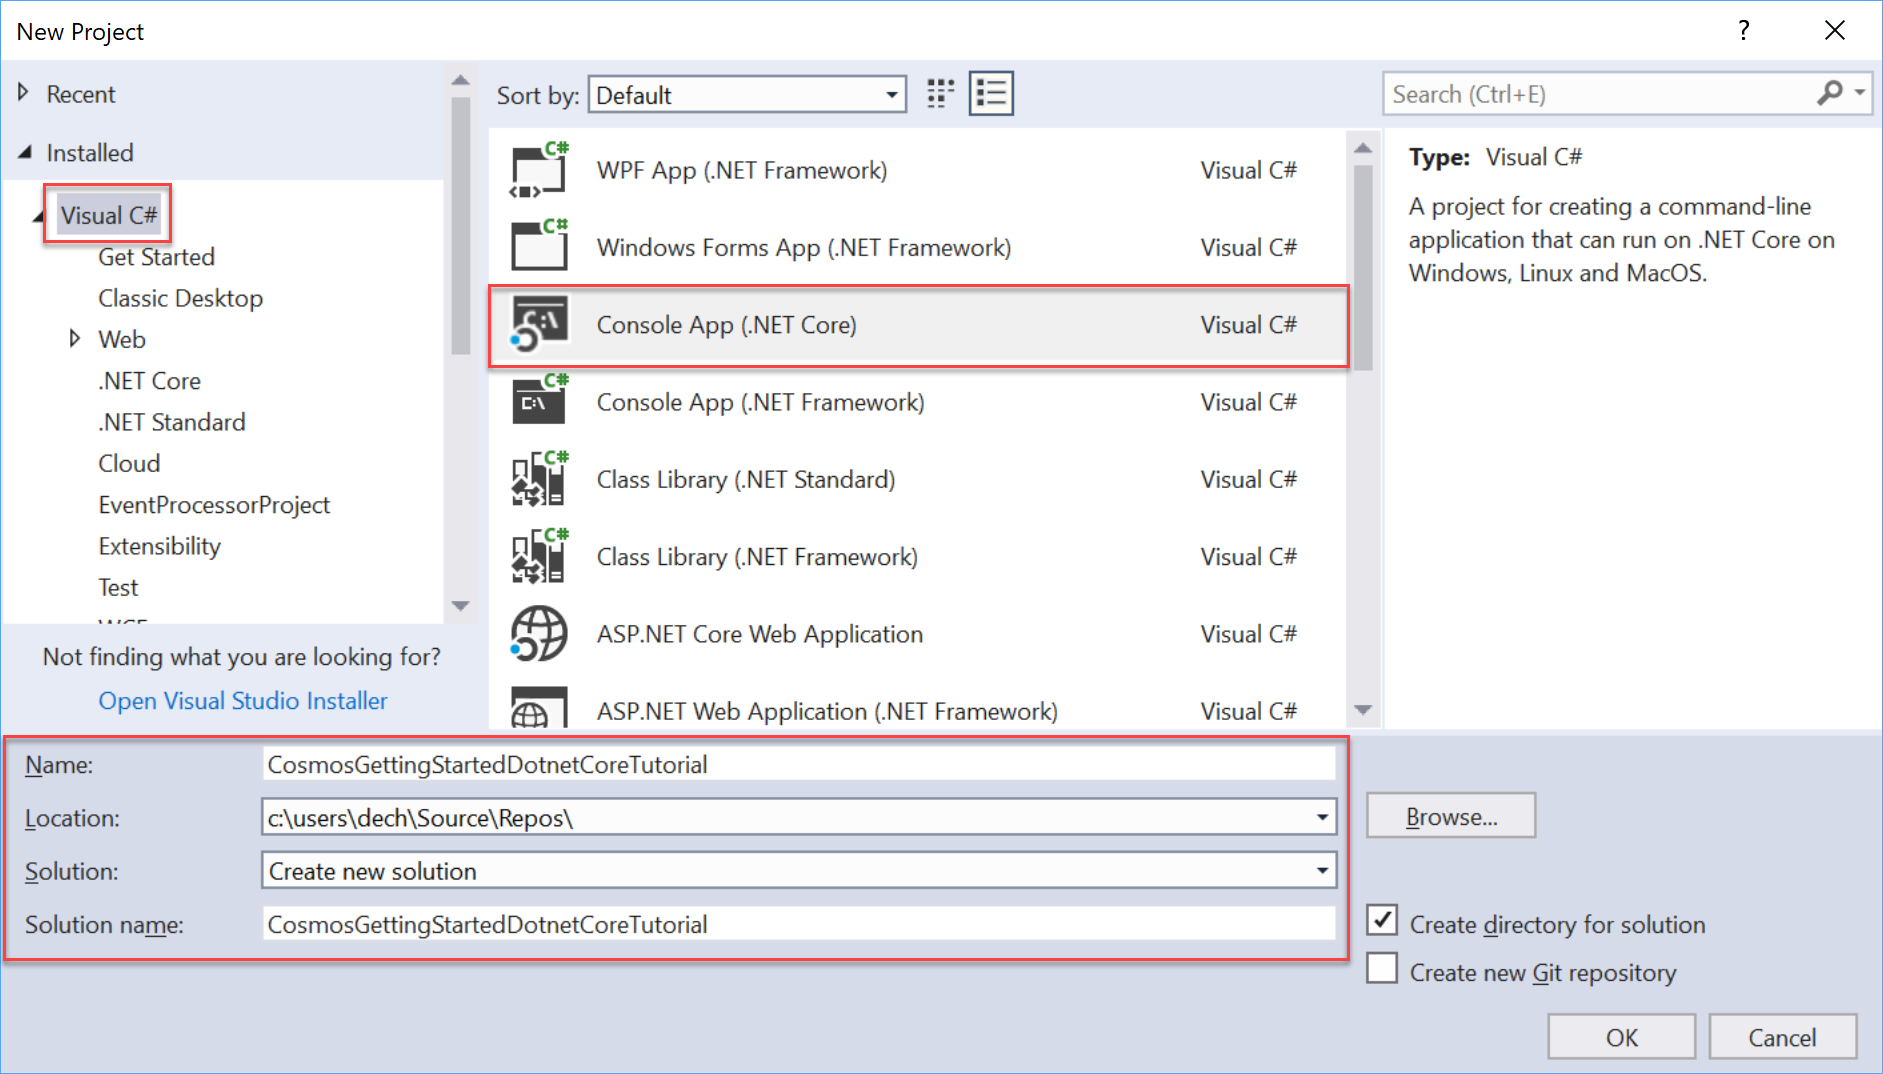 New Project
?
Recent
Installed
Visual C#
Get Started
Classic Desktop
Web
.NET Core
.NET Standard
Cloud
EventProcessorProject
Extensibility
Test
WCF
Not finding what you are looking for?
Open Visual Studio Installer
Sort by: Default
Search (Ctrl+E)
C# WPF App (.NET Framework) Visual C#
C# Windows Forms App (.NET Framework) Visual C#
C:\ Console App (.NET Core) Visual C#
C# C:\ Console App (.NET Framework) Visual C#
C# Class Library (.NET Standard) Visual C#
C# Class Library (.NET Framework) Visual C#
ASP.NET Core Web Application Visual C#
ASP.NET Web Application (.NET Framework) Visual C#
Type: Visual C#
A project for creating a command-line
application that can run on .NET Core on
Windows, Linux and MacOS.
Name: CosmosGettingStartedDotnetCoreTutorial
Location: c:\users\dech\Source\Repos\
Browse...
Solution: Create new solution
Solution name: CosmosGettingStartedDotnetCoreTutorial
Create directory for solution
Create new Git repository
OK Cancel